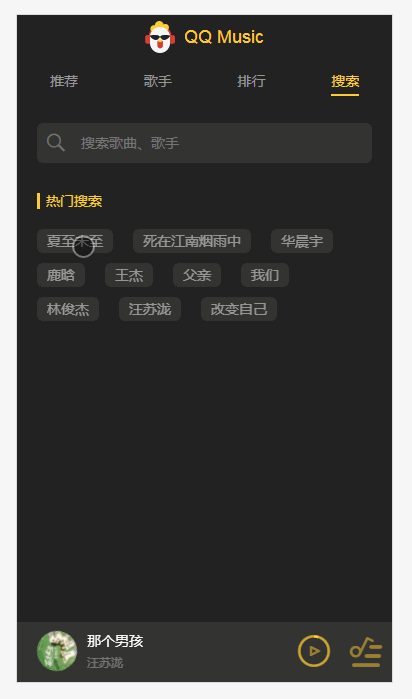 QQ Music
推荐 歌手 排行 搜索
搜索歌曲、歌手
热门搜索
夏至未至 死在江南烟雨中 华晨宇
鹿晗 王杰 父亲 我们
林俊杰 汪苏泷 改变自己
那个男孩
汪苏泷